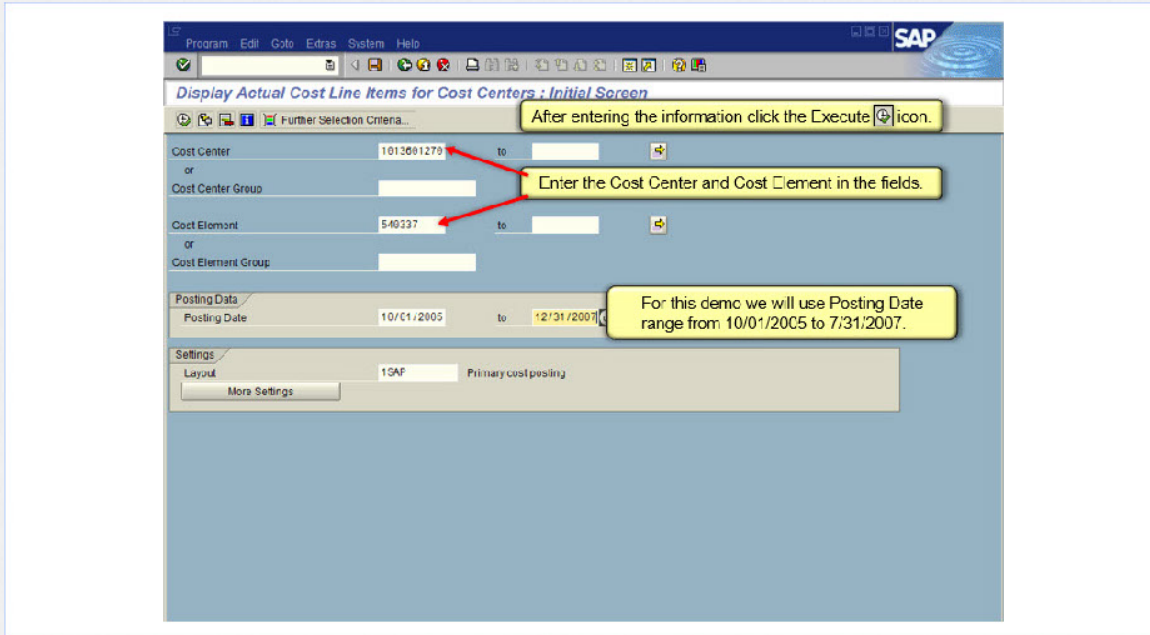 Program Edit Goto Extras System Help
SAP
Display Actual Cost Line Items for Cost Centers : Initial Screen
Further Selection Criteria...
After entering the information click the Execute icon.
Cost Center 1013601270 to
or
Cost Center Group
Enter the Cost Center and Cost Element in the fields.
Cost Element 540337 to
or
Cost Element Group
Posting Data
Posting Date 10/01/2005 to 12/31/2007
For this demo we will use Posting Date
range from 10/01/2005 to 7/31/2007.
Settings
Layout 1SAP Primary cost posting
More Settings